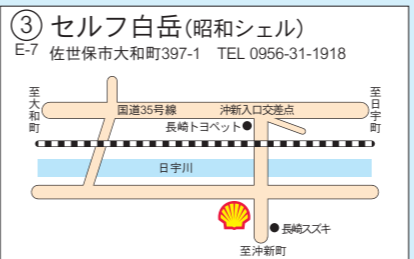 ③ セルフ白岳(昭和シェル)
E-7 佐世保市大和町397-1 TEL 0956-31-1918
至大和町
国道35号線
沖新入口交差点
至日宇町
長崎トヨペット
日宇川
長崎スズキ
至沖新町